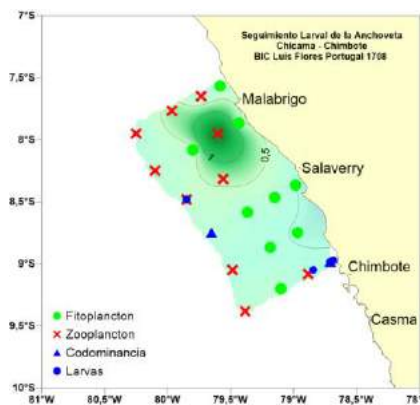 Seguimiento Larval de la Anchoveta
Chicama - Chimbote
BIC Luis Flores Portugal 1708
7°S
7,5°S
8°S
8,5°S
9°S
9,5°S
10°S
Malabrigo
0,5
1
Salaverry
Chimbote
Casma
Fitoplancton
Zooplancton
Codominancia
Larvas
81°W
80,5°W
80°W
79,5°W
79°W
78,5°W